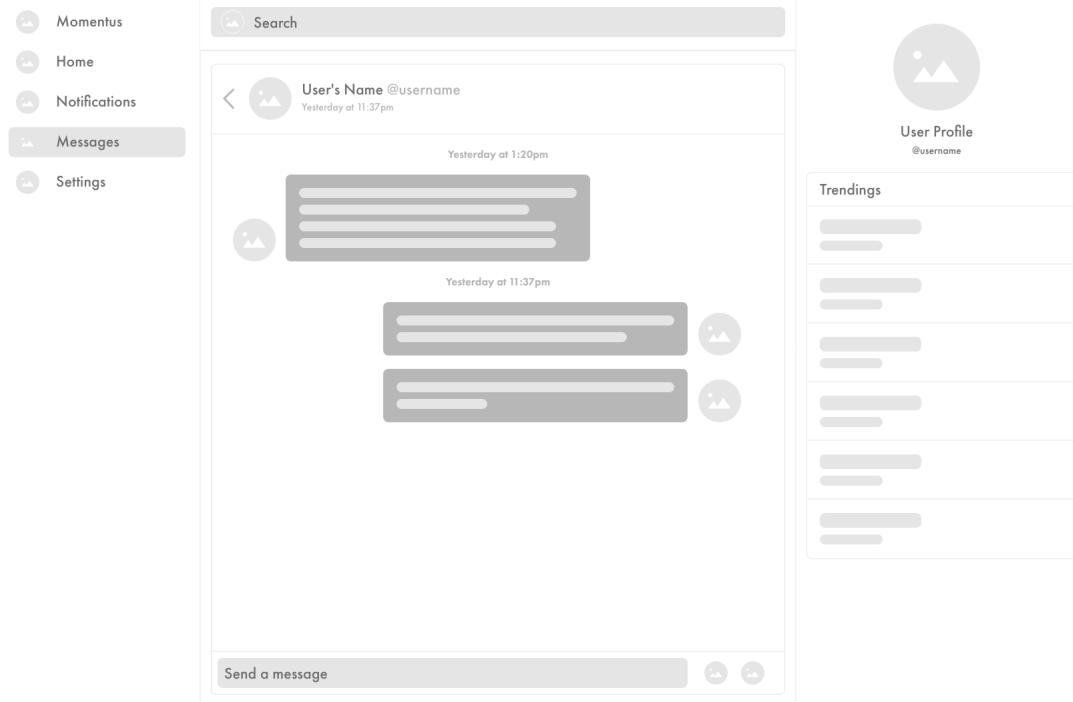 Momentus
Home
Notifications
Messages
Settings
Search
User's Name @username
Yesterday at 11:37pm
Yesterday at 1:20pm
Yesterday at 11:37pm
Send a message
User Profile
@username
Trendings